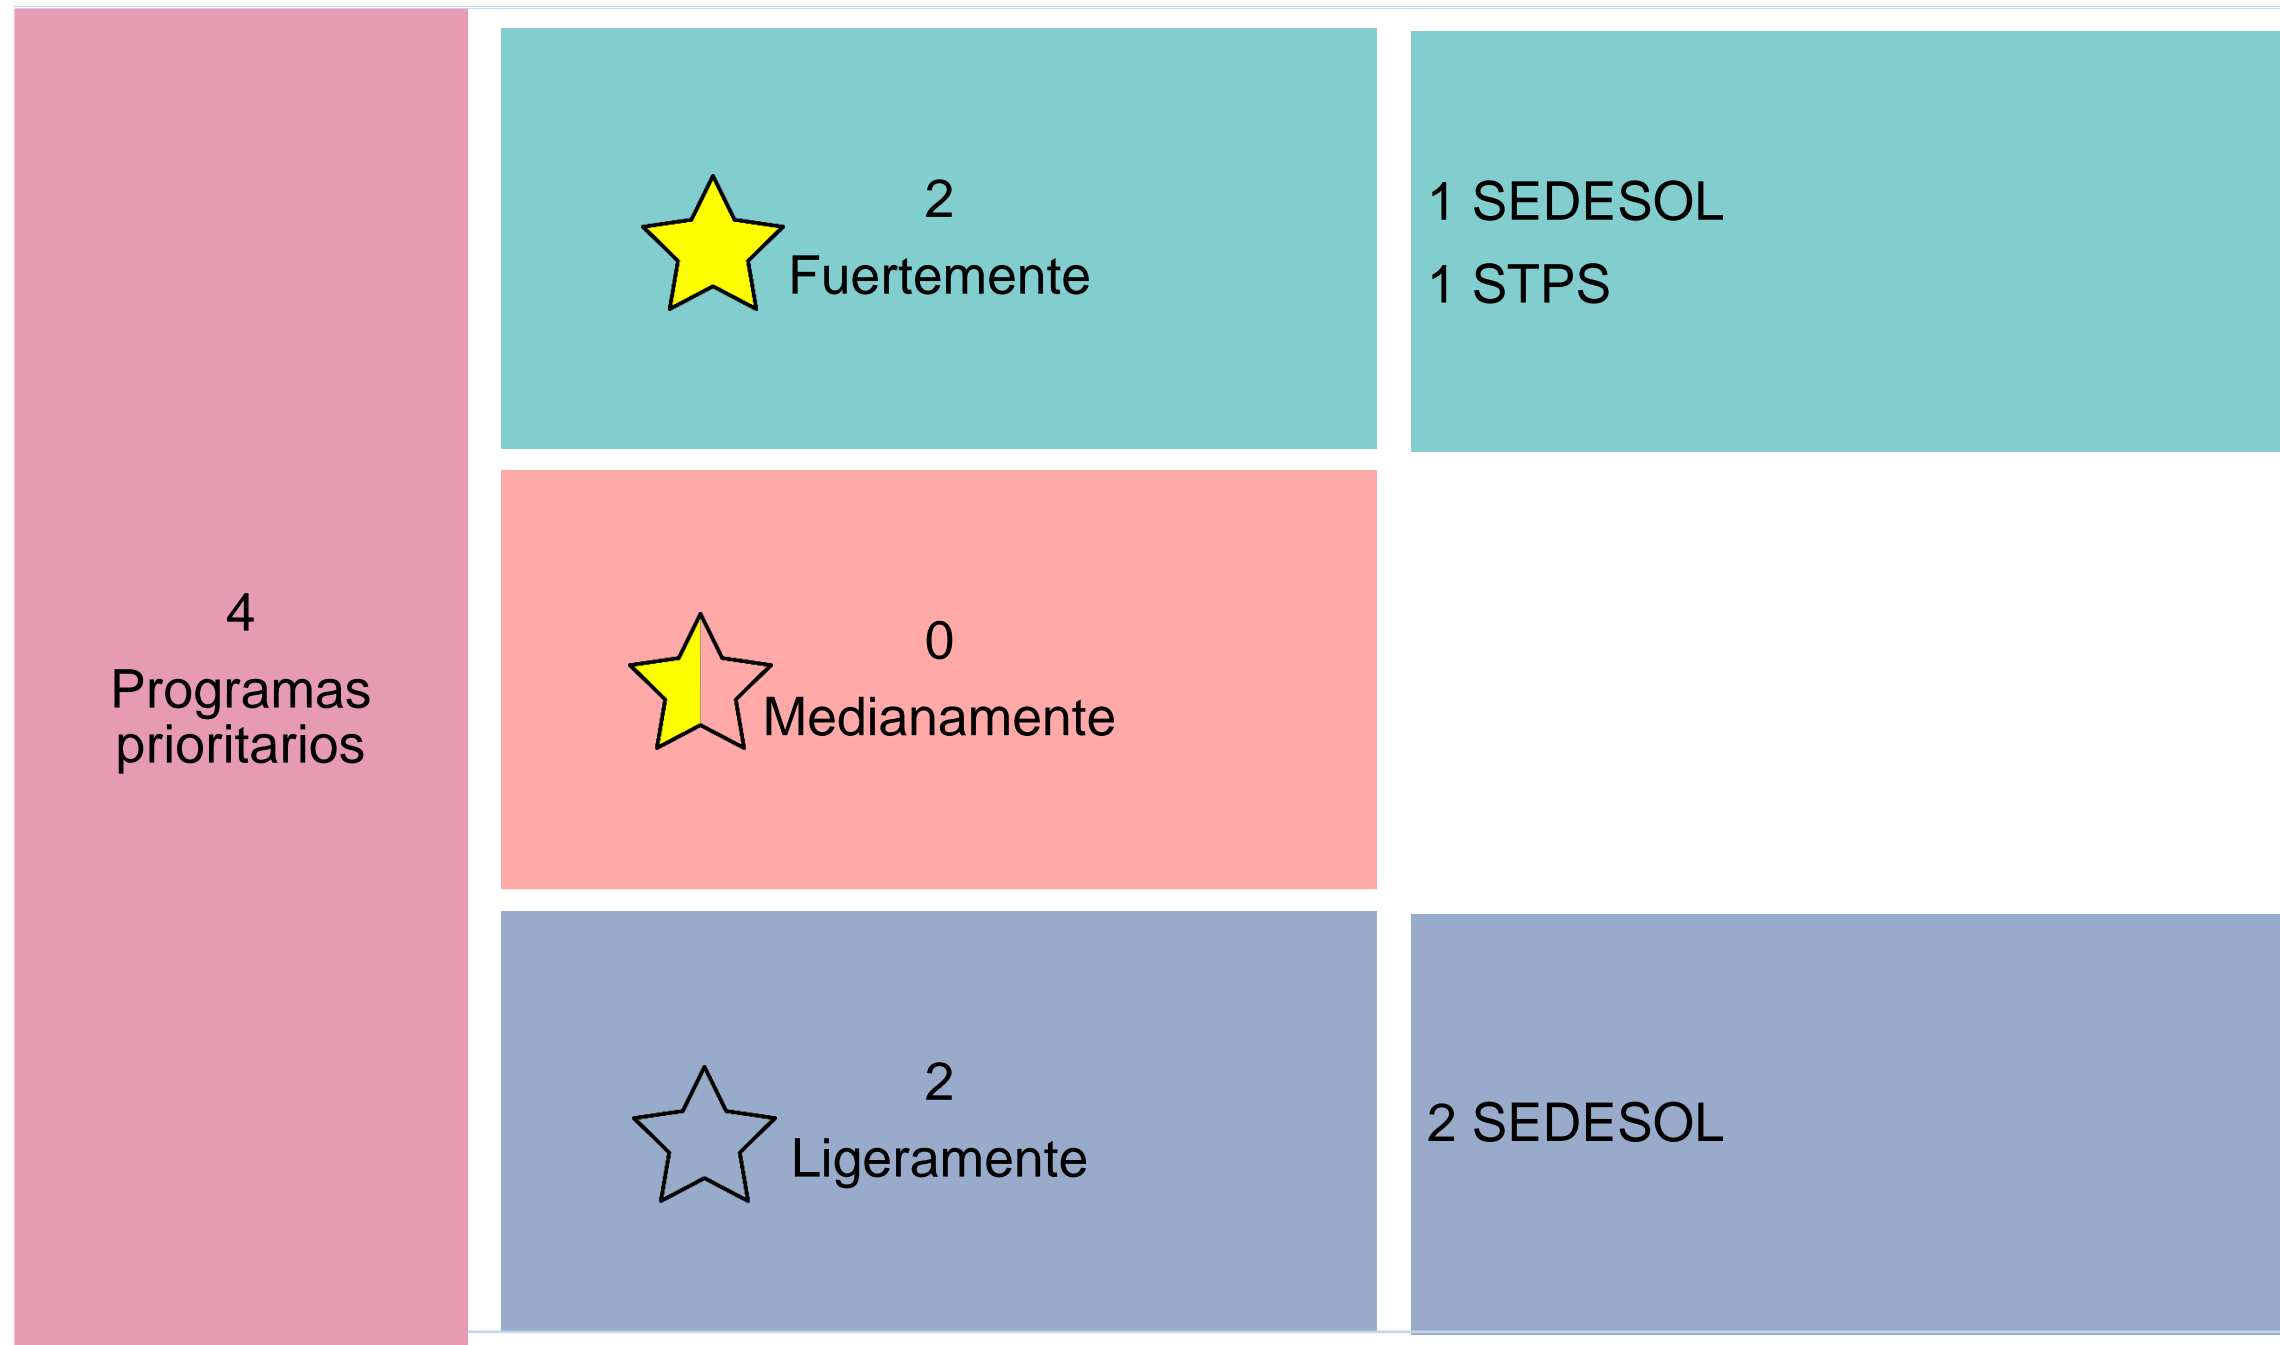 4
Programas
prioritarios
2
Fuertemente
1 SEDESOL
1 STPS
0
Medianamente
2
Ligeramente
2 SEDESOL